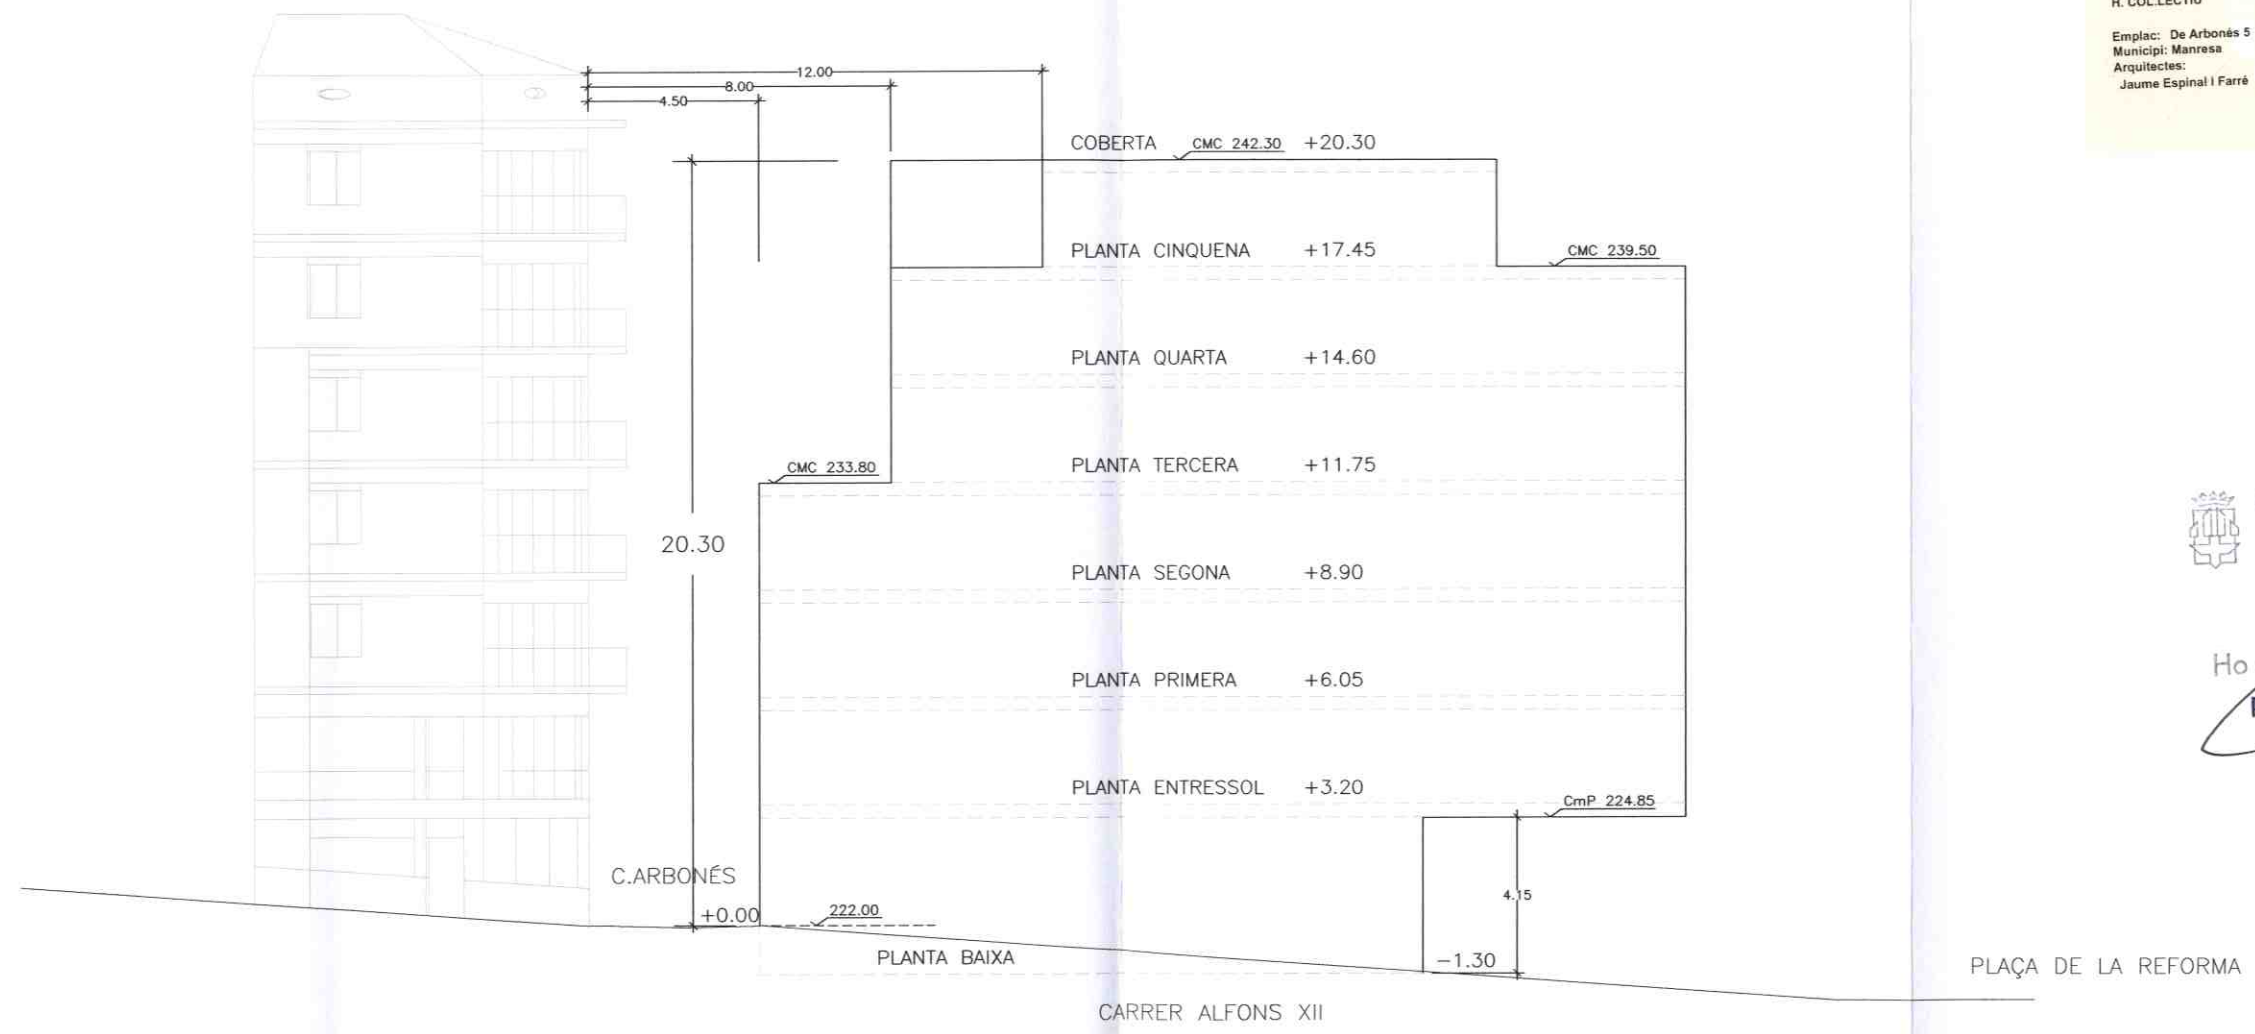 H. COL.LECTIU
Emplac: De Arbonés 5
Municipi: Manresa
Arquitectes:
Jaume Espinal I Farré
12.00
8.00
4.50
COBERTA CMC 242.30 +20.30
PLANTA CINQUENA +17.45
CMC 239.50
PLANTA QUARTA +14.60
PLANTA TERCERA +11.75
CMC 233.80
20.30
PLANTA SEGONA +8.90
PLANTA PRIMERA +6.05
PLANTA ENTRESSOL +3.20
CmP 224.85
C.ARBONÉS
4.15
+0.00
222.00
PLANTA BAIXA
-1.30
PLAÇA DE LA REFORMA
CARRER ALFONS XII
Ho